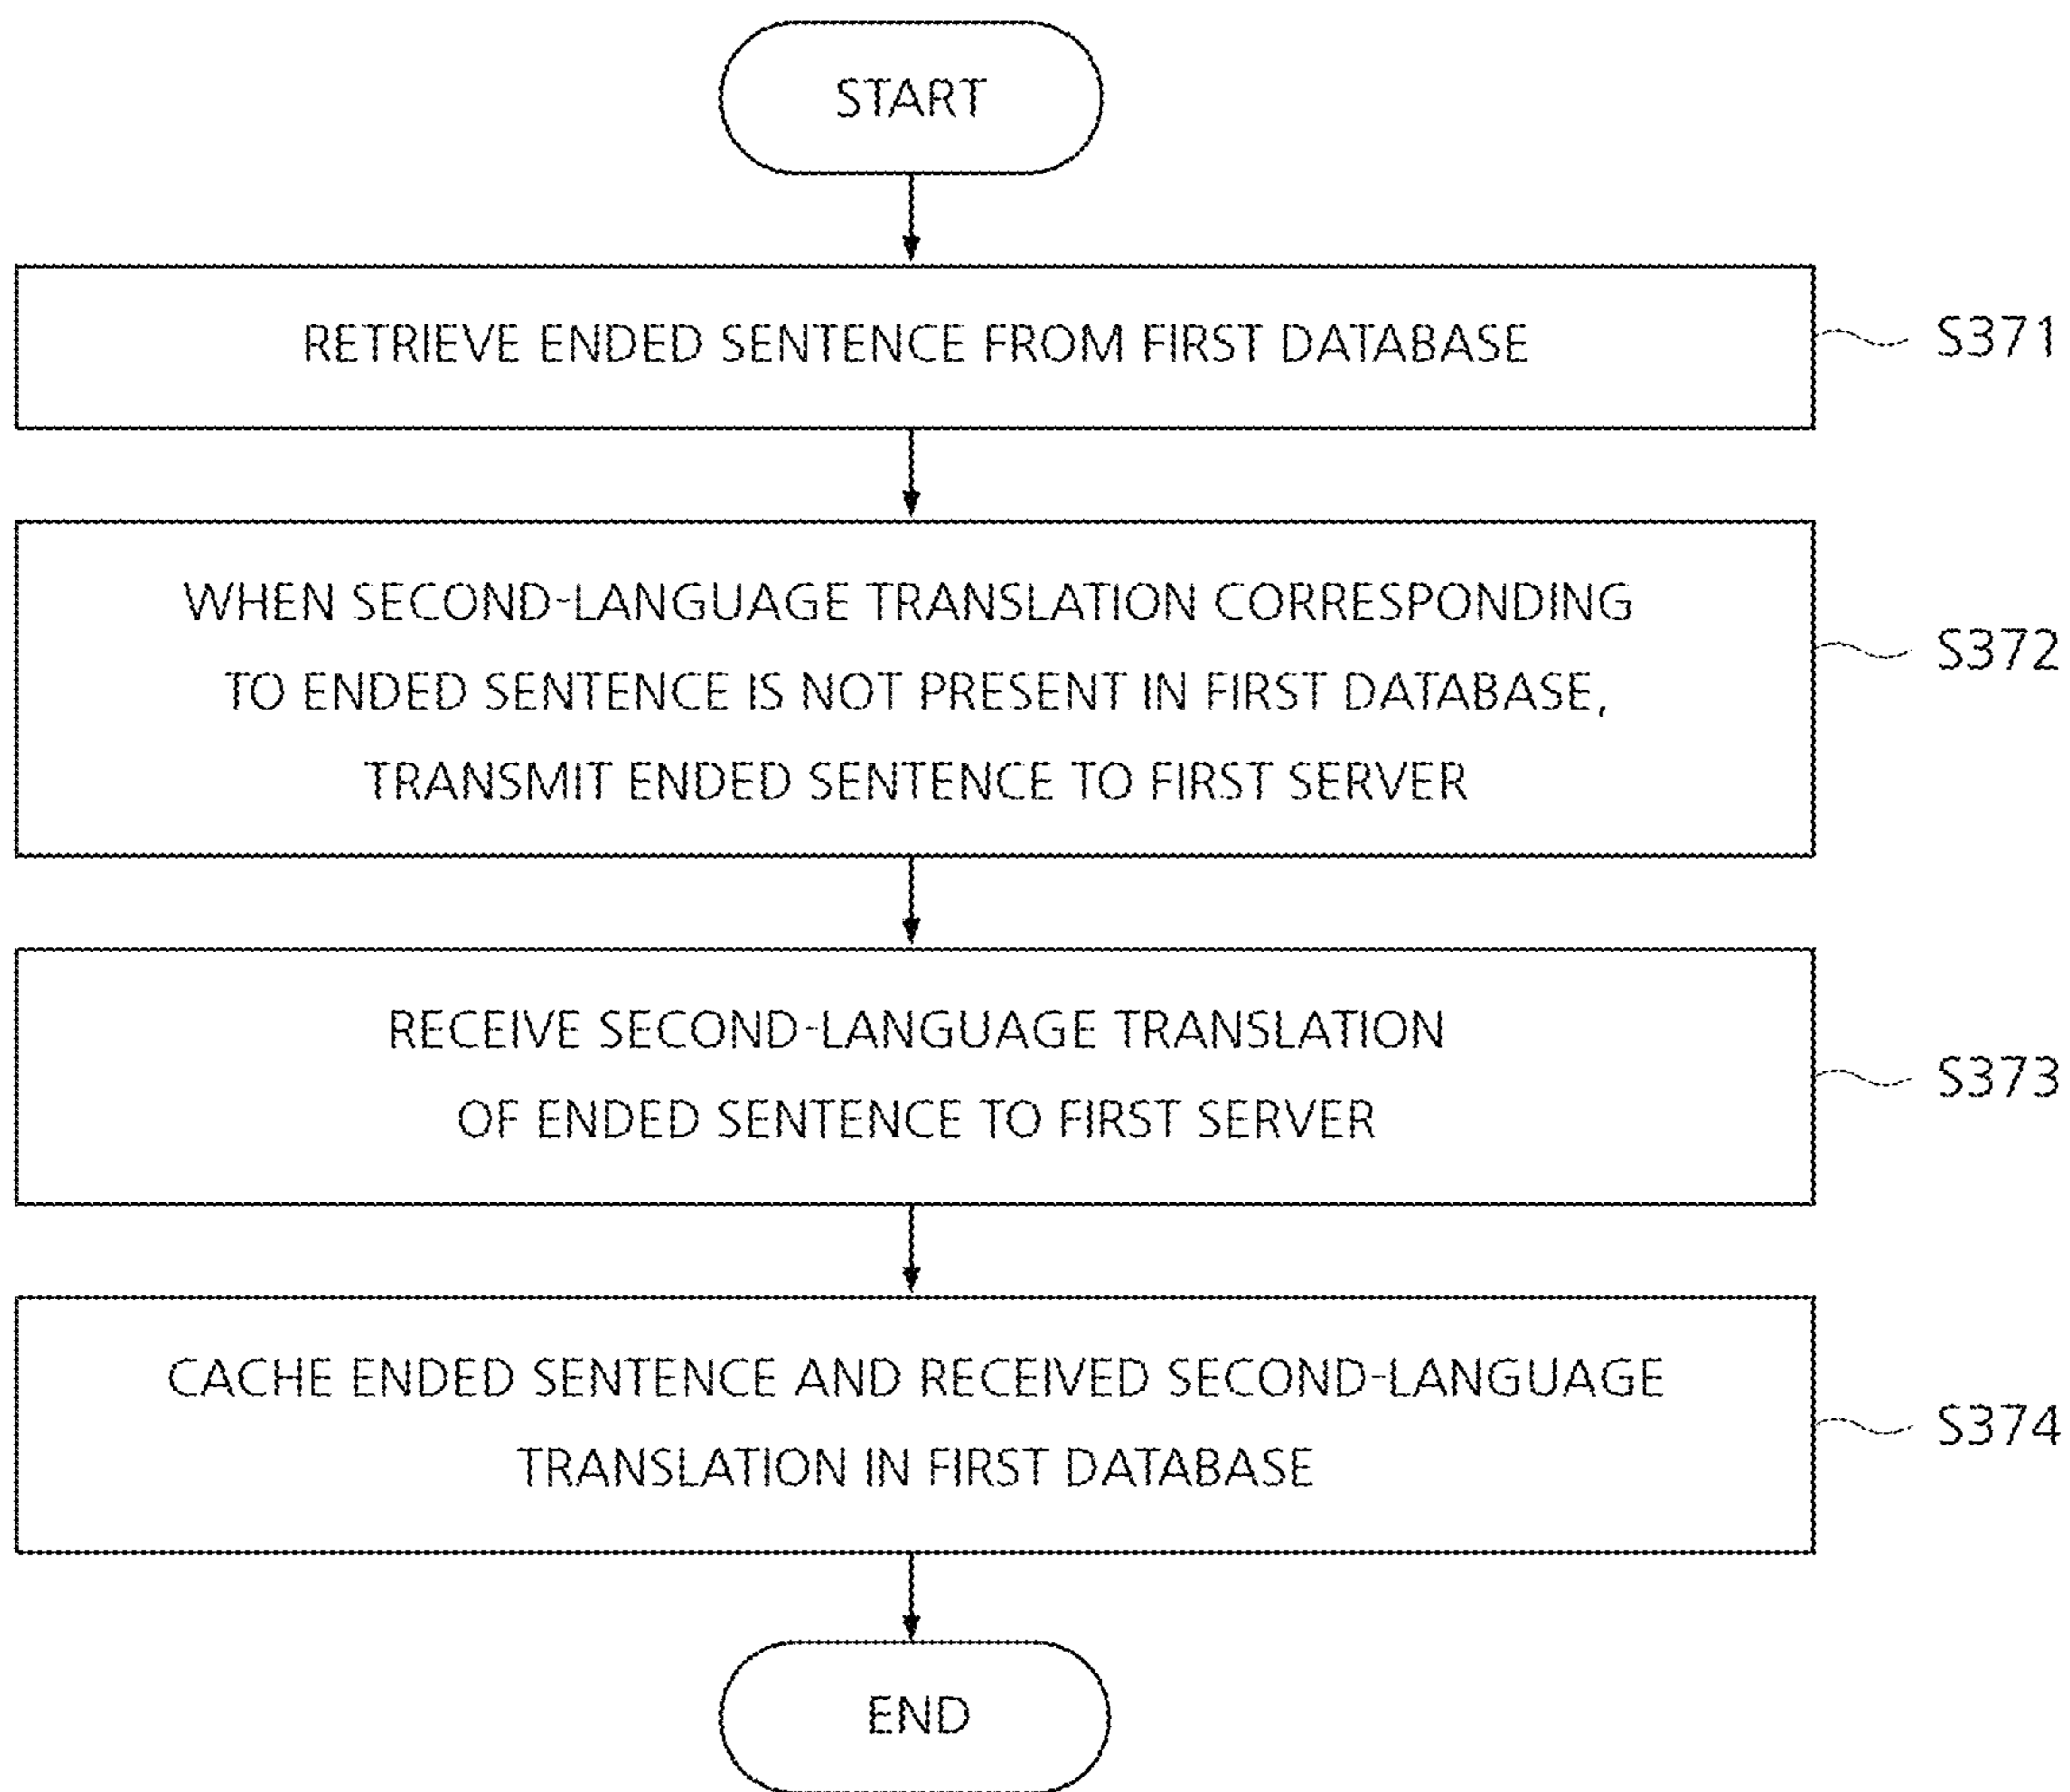 START
RETRIEVE ENDED SENTENCE FROM FIRST DATABASE
S371
WHEN SECOND-LANGUAGE TRANSLATION CORRESPONDING
TO ENDED SENTENCE IS NOT PRESENT IN FIRST DATABASE,
TRANSMIT ENDED SENTENCE TO FIRST SERVER
S372
RECEIVE SECOND-LANGUAGE TRANSLATION
OF ENDED SENTENCE TO FIRST SERVER
S373
CACHE ENDED SENTENCE AND RECEIVED SECOND-LANGUAGE
TRANSLATION IN FIRST DATABASE
S374
END